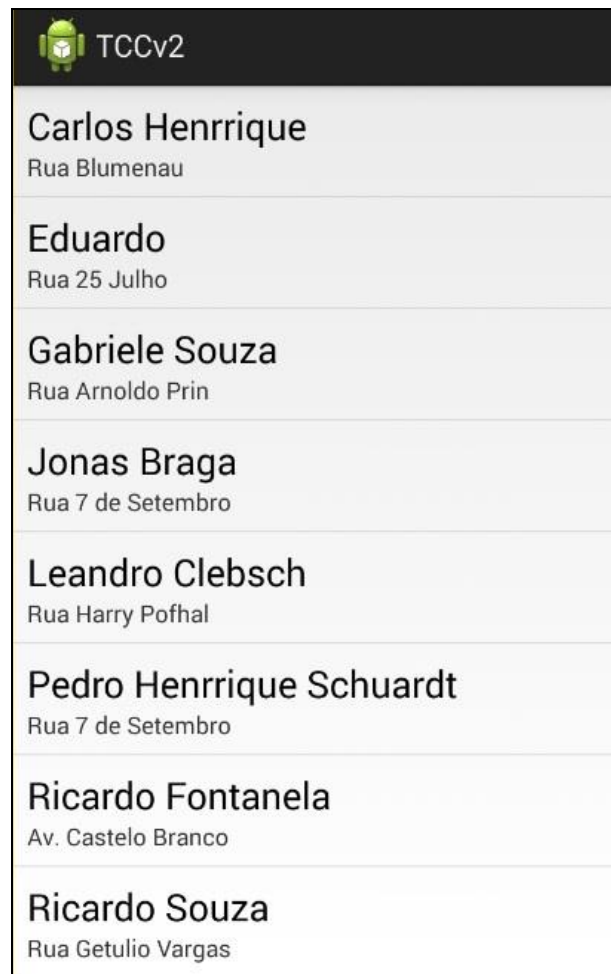 TCCv2
Carlos Henrrique
Rua Blumenau
Eduardo
Rua 25 Julho
Gabriele Souza
Rua Arnoldo Prin
Jonas Braga
Rua 7 de Setembro
Leandro Clebsch
Rua Harry Pofhal
Pedro Henrrique Schuardt
Rua 7 de Setembro
Ricardo Fontanela
Av. Castelo Branco
Ricardo Souza
Rua Getulio Vargas